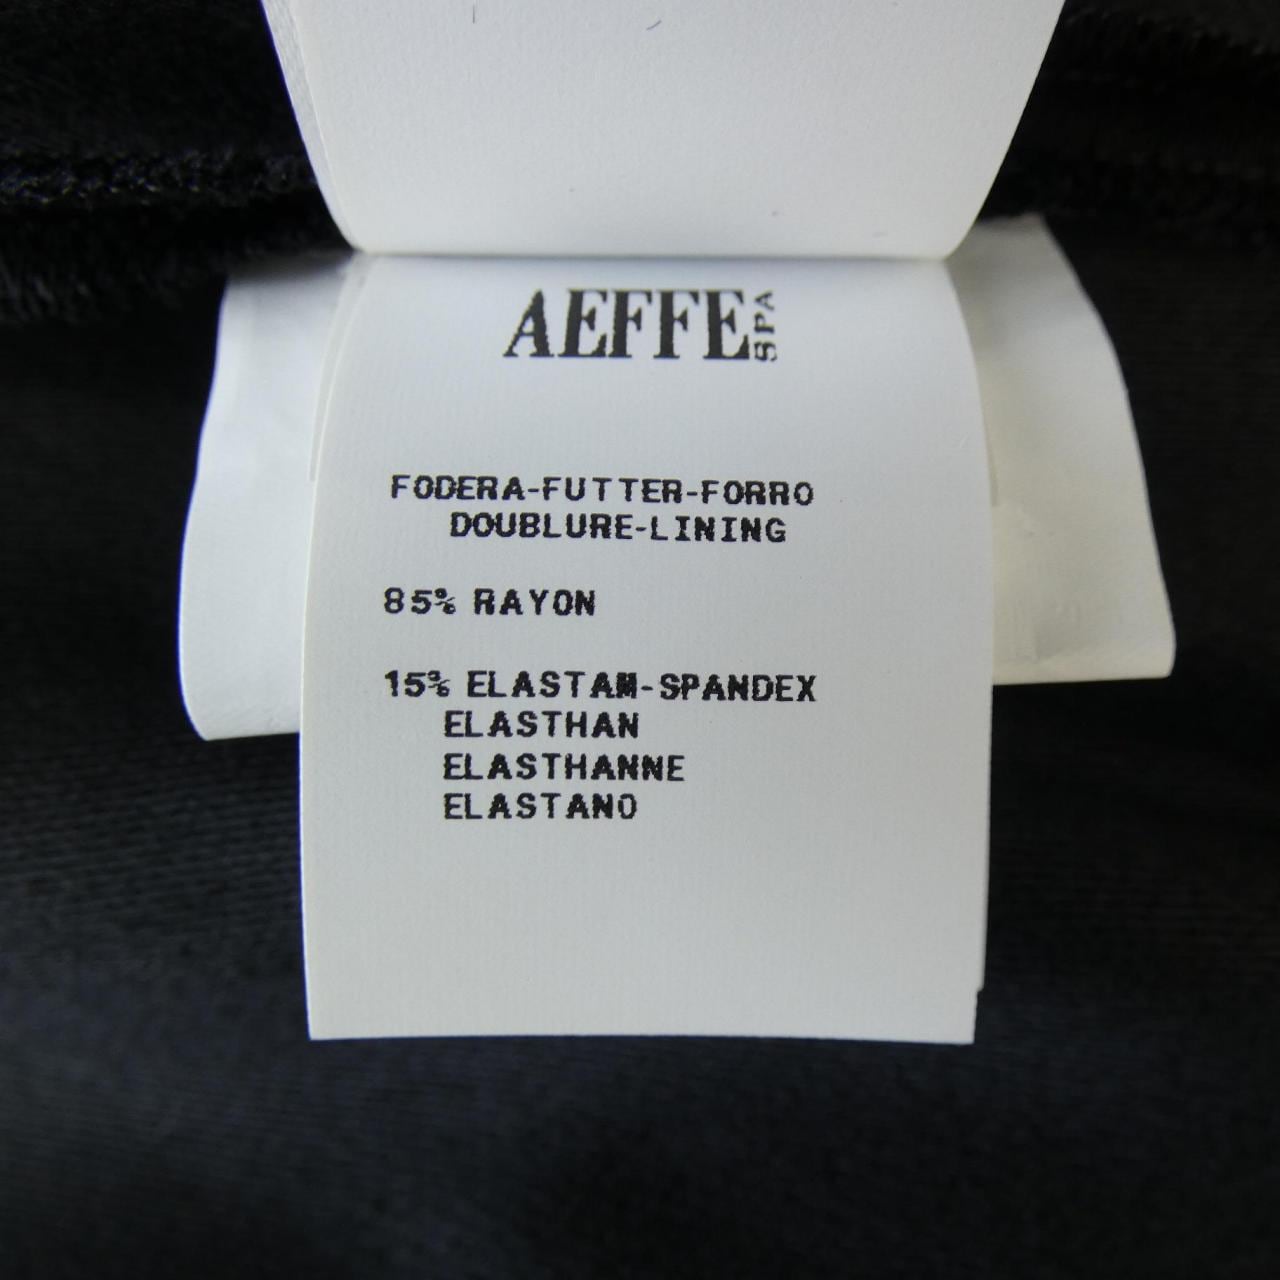 AEFFE SPA
FODERA-FUTTER-FORRO
DOUBLURE-LINING
85% RAYON
15% ELASTAM-SPANDEX
ELASTHAN
ELASTHANNE
ELASTANO